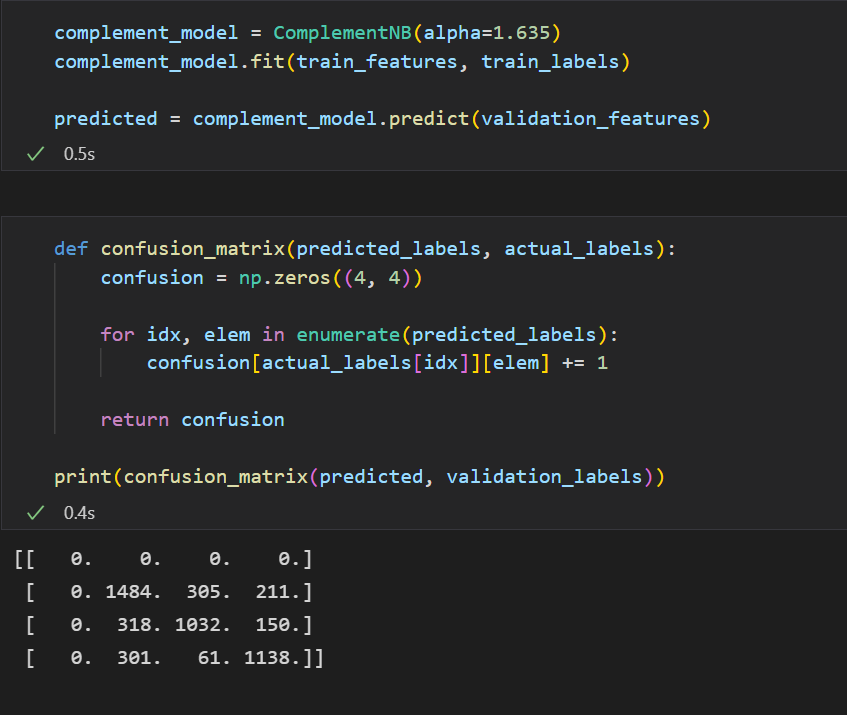 complement_model = ComplementNB(alpha=1.635)
complement_model.fit(train_features, train_labels)
predicted = complement_model.predict(validation_features)
0.5s
def confusion_matrix(predicted_labels, actual_labels):
    confusion = np.zeros((4, 4))
    for idx, elem in enumerate(predicted_labels):
        confusion[actual_labels[idx]][elem] += 1
    return confusion
print(confusion_matrix(predicted, validation_labels))
0.4s
[[   0.    0.    0.    0.]
 [   0. 1484.  305.  211.]
 [   0.  318. 1032.  150.]
 [   0.  301.   61. 1138.]]